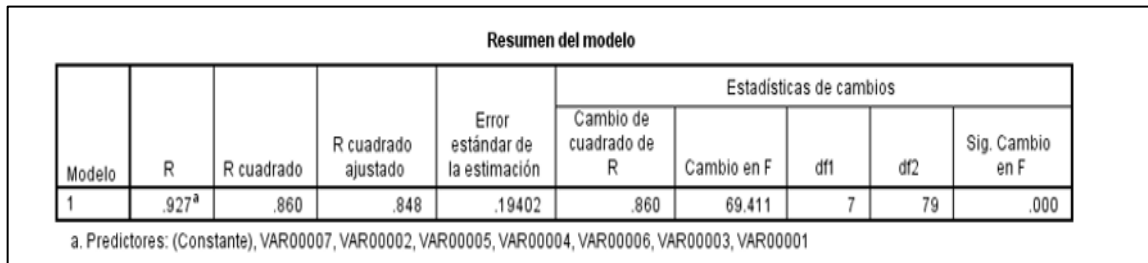 Resumen del modelo
Estadísticas de cambios
Modelo R R cuadrado R cuadrado ajustado Error estándar de la estimación Cambio de cuadrado de R Cambio en F df1 df2 Sig. Cambio en F
1 .927a .860 .848 .19402 .860 69.411 7 79 .000
a. Predictores: (Constante), VAR00007, VAR00002, VAR00005, VAR00004, VAR00006, VAR00003, VAR00001